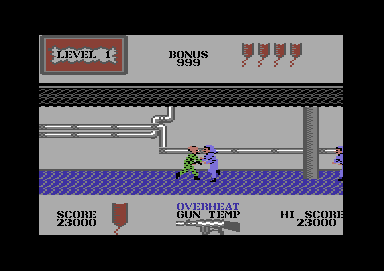 LEVEL 1
BONUS
999
OVERHEAT
SCORE
23000
GUN TEMP
HI SCORE
23000